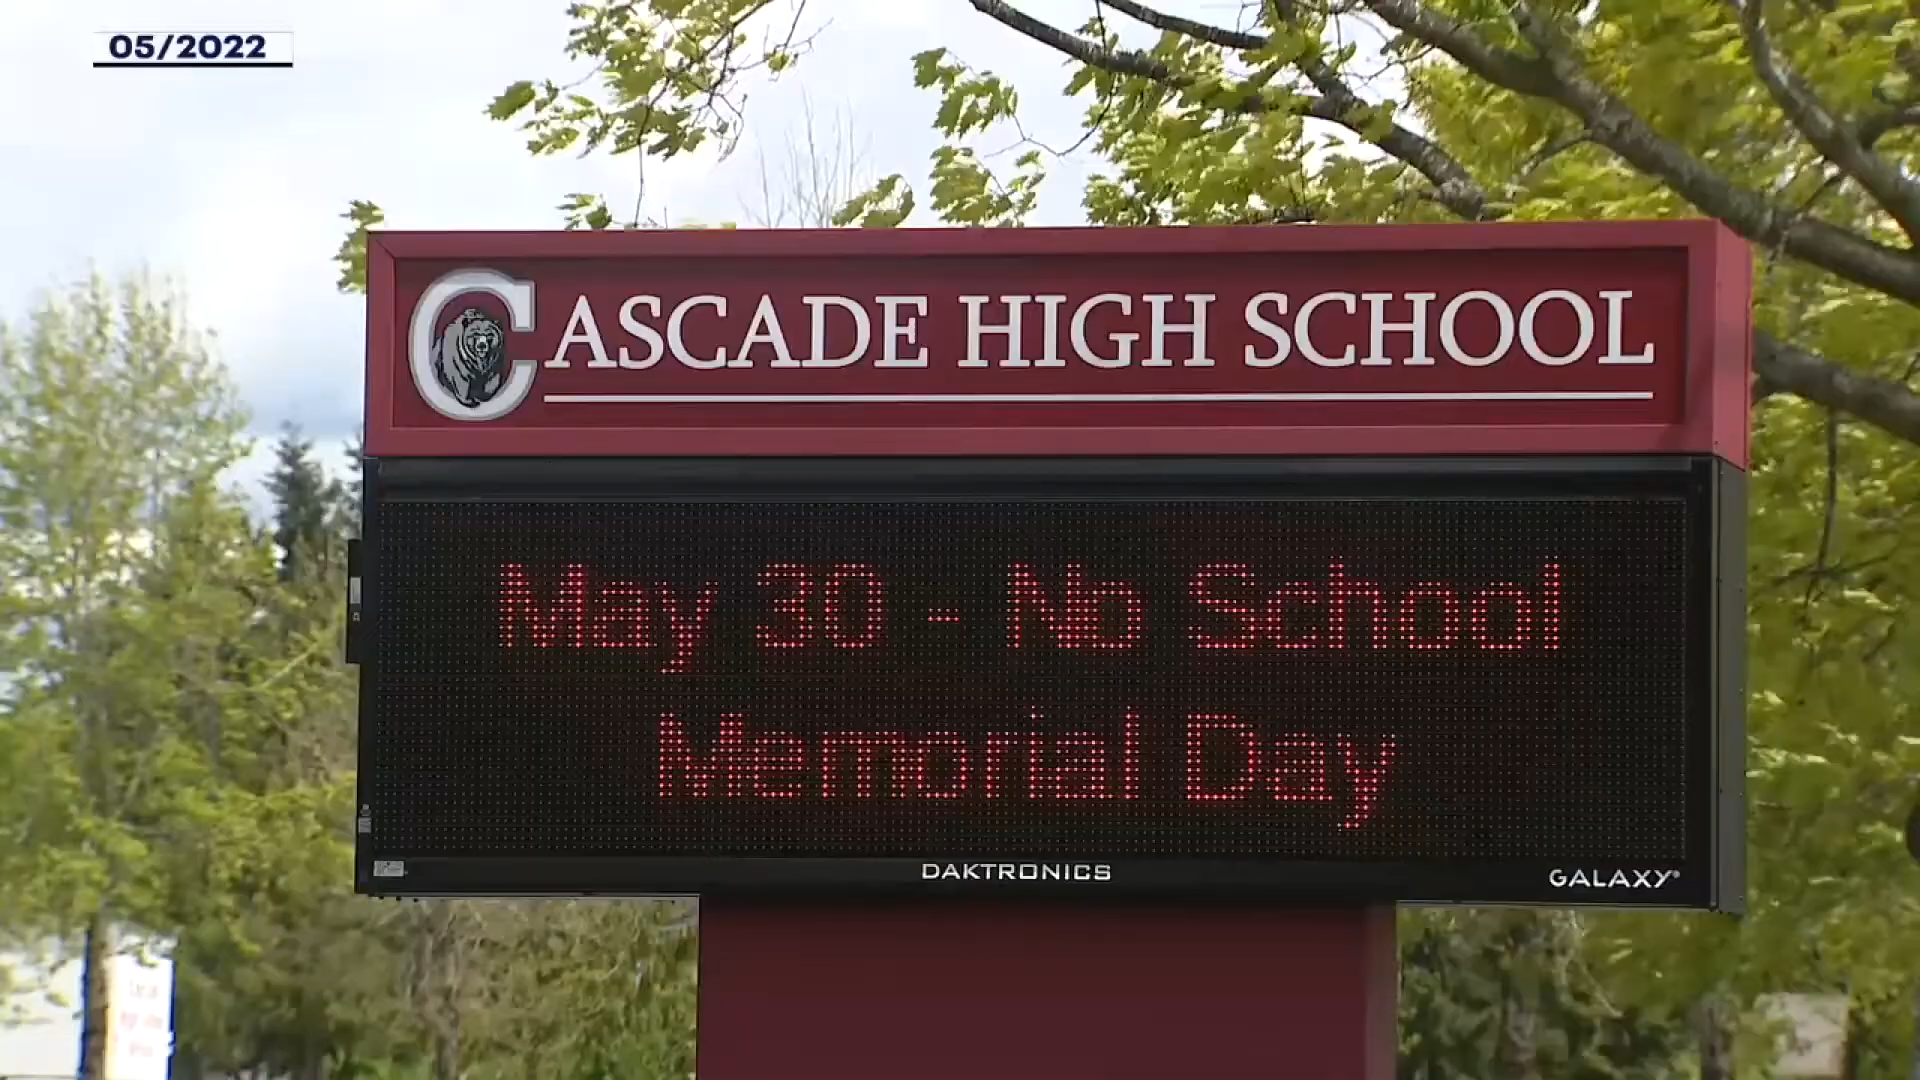 05/2022
CASCADE HIGH SCHOOL
May 30 - No School
Memorial Day
DAKTRONICS
GALAXY®